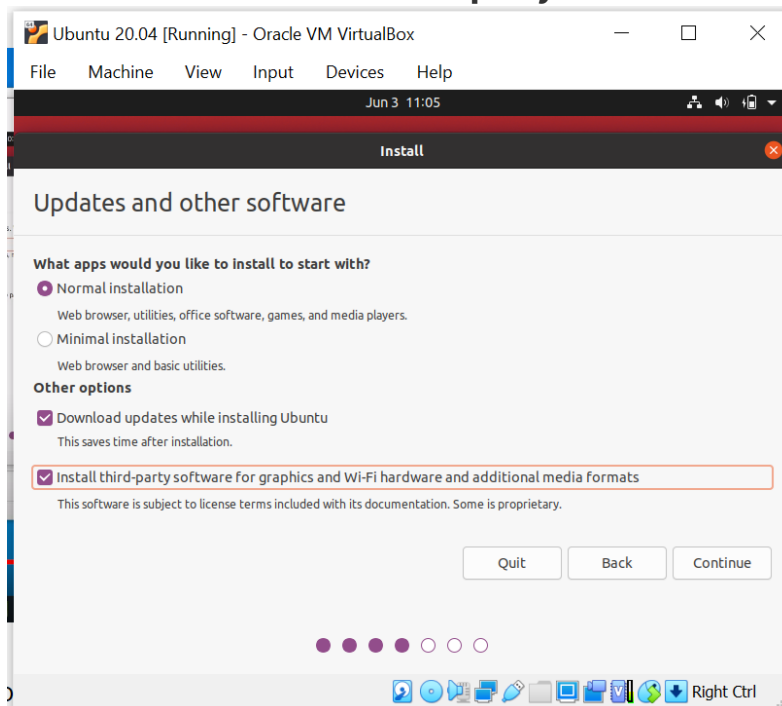 Ubuntu 20.04 [Running] - Oracle VM VirtualBox
File Machine View Input Devices Help
Jun 3 11:05
Install
Updates and other software
What apps would you like to install to start with?
Normal installation
Web browser, utilities, office software, games, and media players.
Minimal installation
Web browser and basic utilities.
Other options
Download updates while installing Ubuntu
This saves time after installation.
Install third-party software for graphics and Wi-Fi hardware and additional media formats
This software is subject to license terms included with its documentation. Some is proprietary.
Quit Back Continue
Right Ctrl